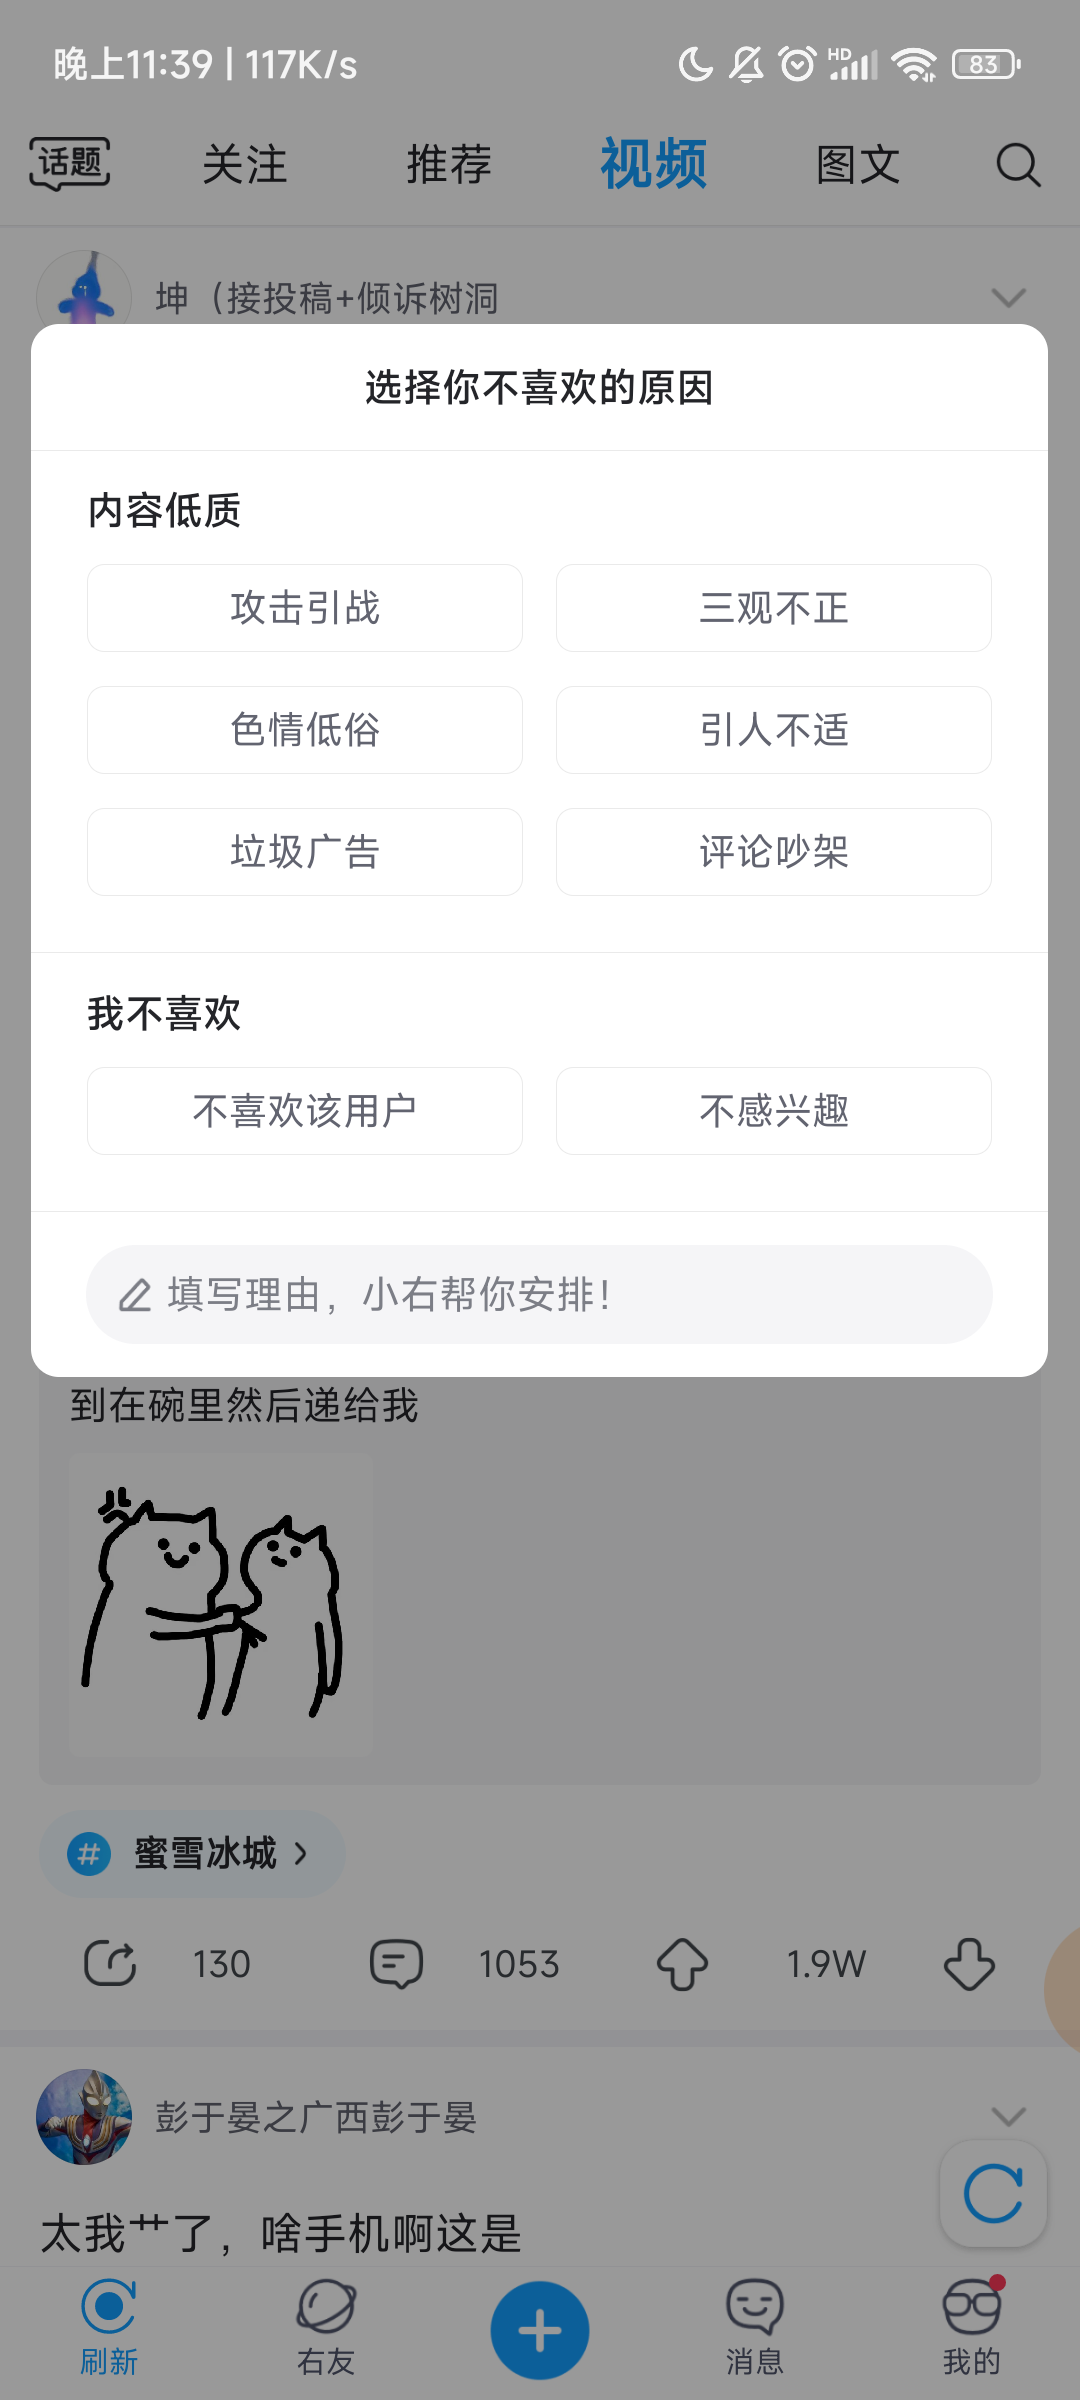 晚上11:39 | 117K/s
HD
83
话题
关注
推荐
视频
图文
坤（接投稿+倾诉树洞
选择你不喜欢的原因
内容低质
攻击引战
三观不正
色情低俗
引人不适
垃圾广告
评论吵架
我不喜欢
不喜欢该用户
不感兴趣
填写理由，小右帮你安排！
到在碗里然后递给我
# 蜜雪冰城 >
130
1053
1.9W
彭于晏之广西彭于晏
太我艹了，啥手机啊这是
刷新
右友
消息
我的